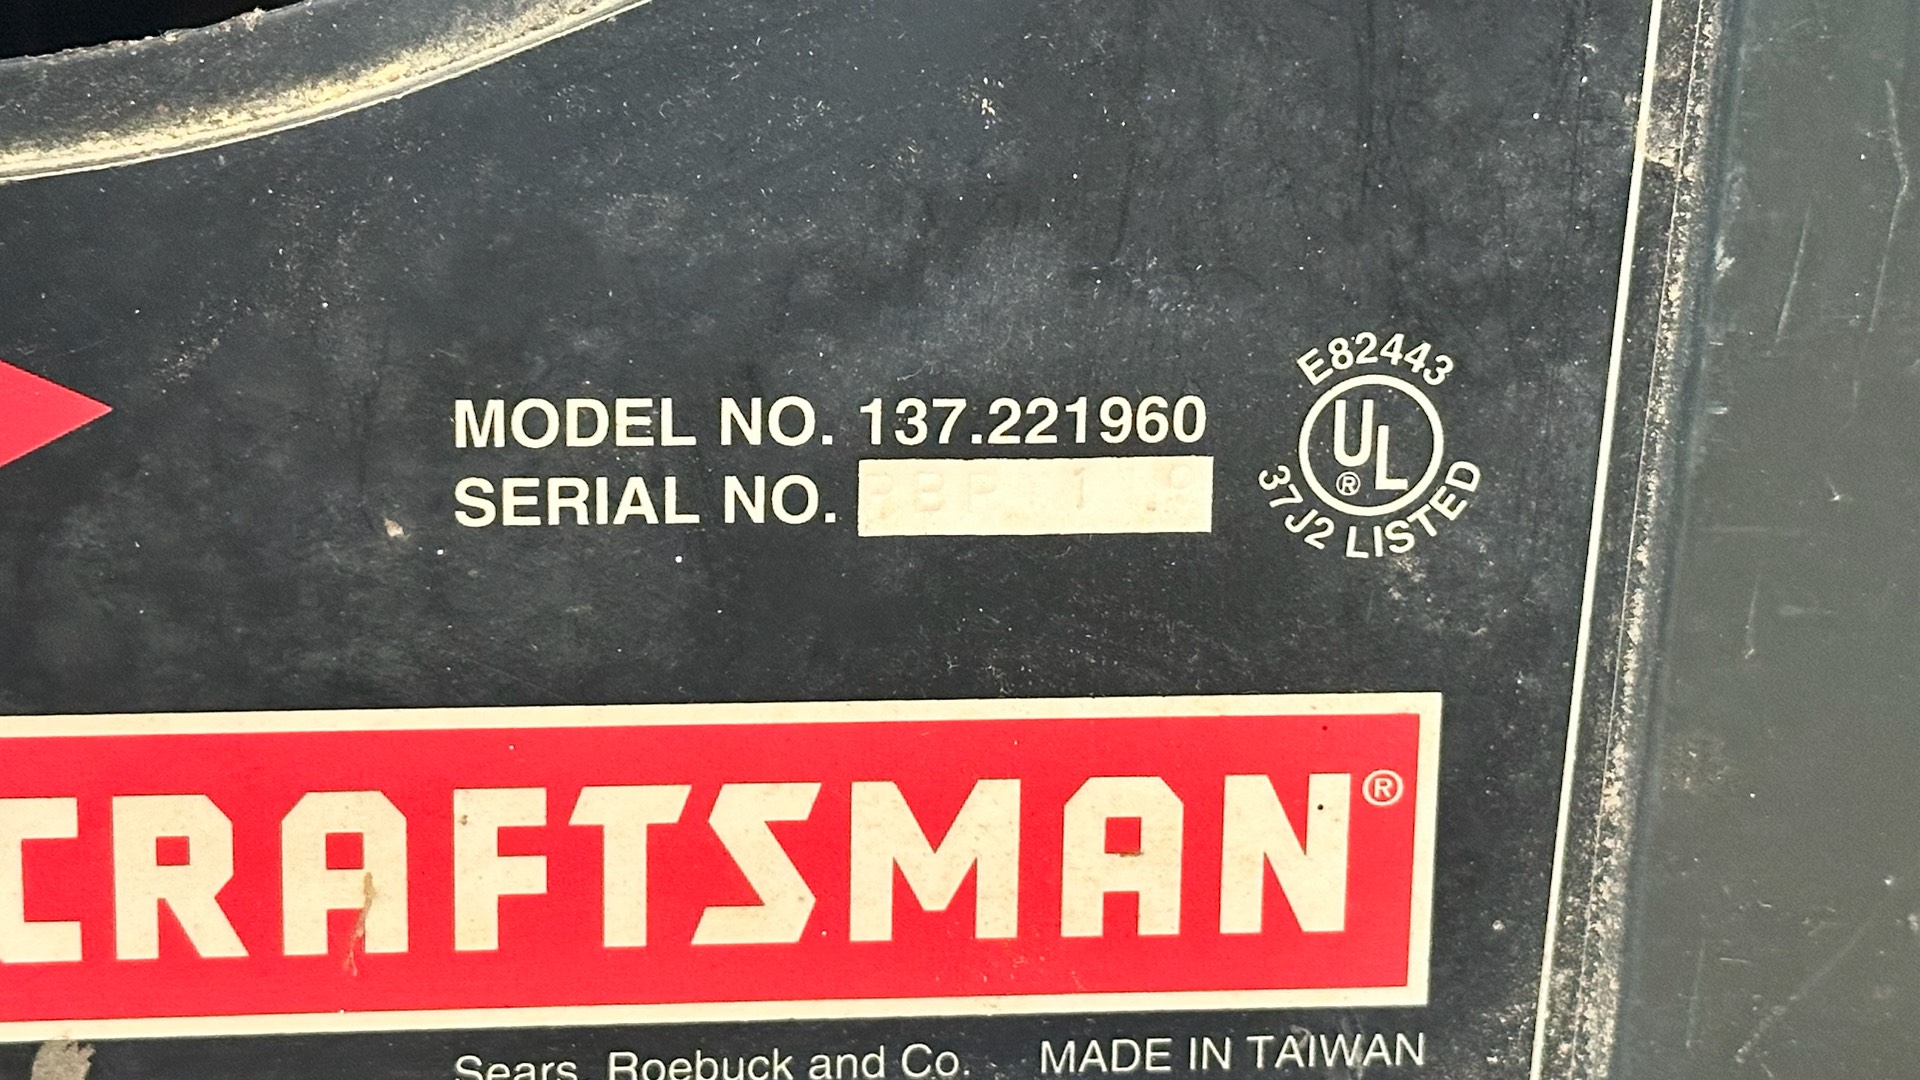 MODEL NO. 137.221960
SERIAL NO.
E82443
UL®
37J2 LISTED
CRAFTSMAN®
Sears, Roebuck and Co. MADE IN TAIWAN